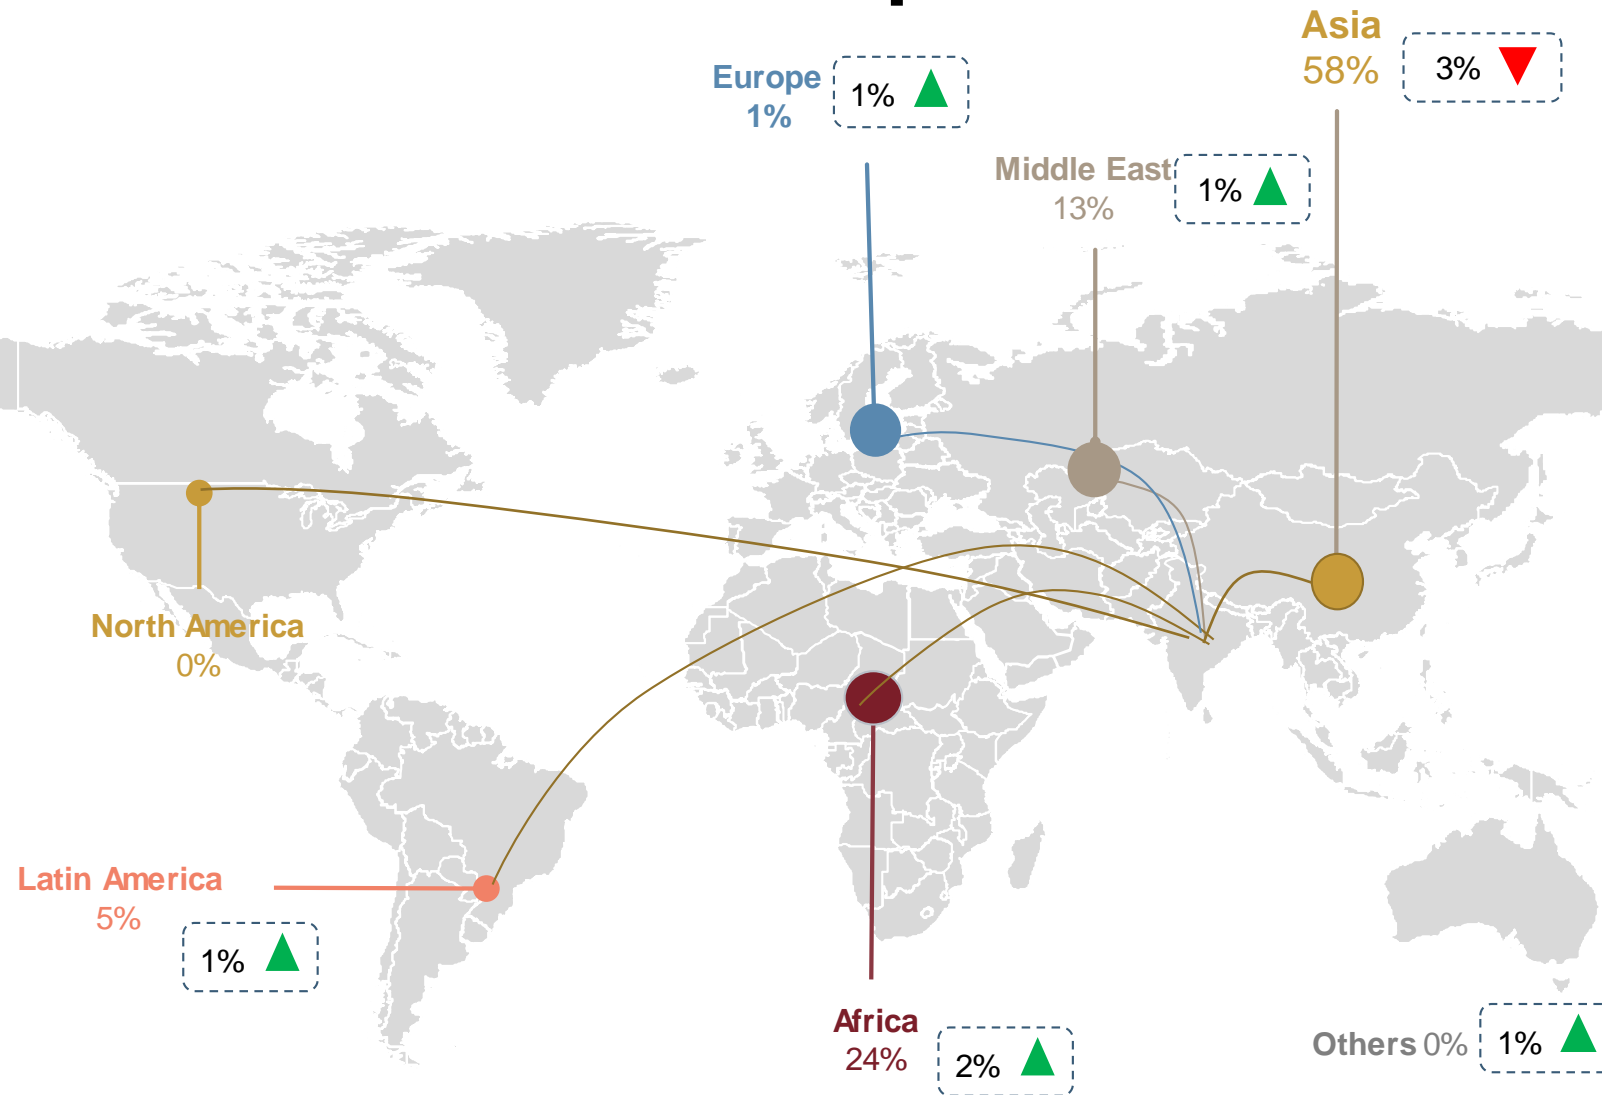 Asia
58%
3%
Europe
1%
1%
Middle East
13%
1%
North America
0%
Latin America
5%
1%
Africa
24%
2%
Others 0%
1%